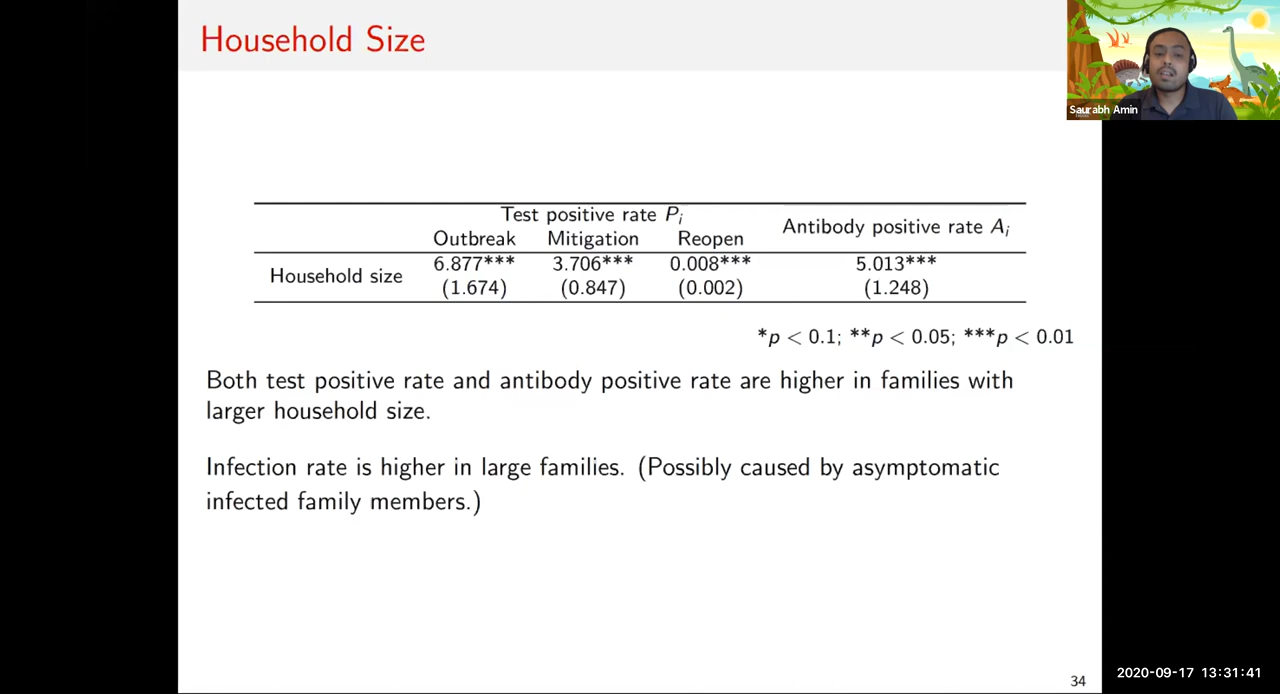 Household Size
Saurabh Amin
Test positive rate Pᵢ
Antibody positive rate Aᵢ
Outbreak Mitigation Reopen
Household size
6.877*** 3.706*** 0.008*** 5.013***
(1.674) (0.847) (0.002) (1.248)
*p < 0.1; **p < 0.05; ***p < 0.01
Both test positive rate and antibody positive rate are higher in families with
larger household size.
Infection rate is higher in large families. (Possibly caused by asymptomatic
infected family members.)
34
2020-09-17 13:31:41